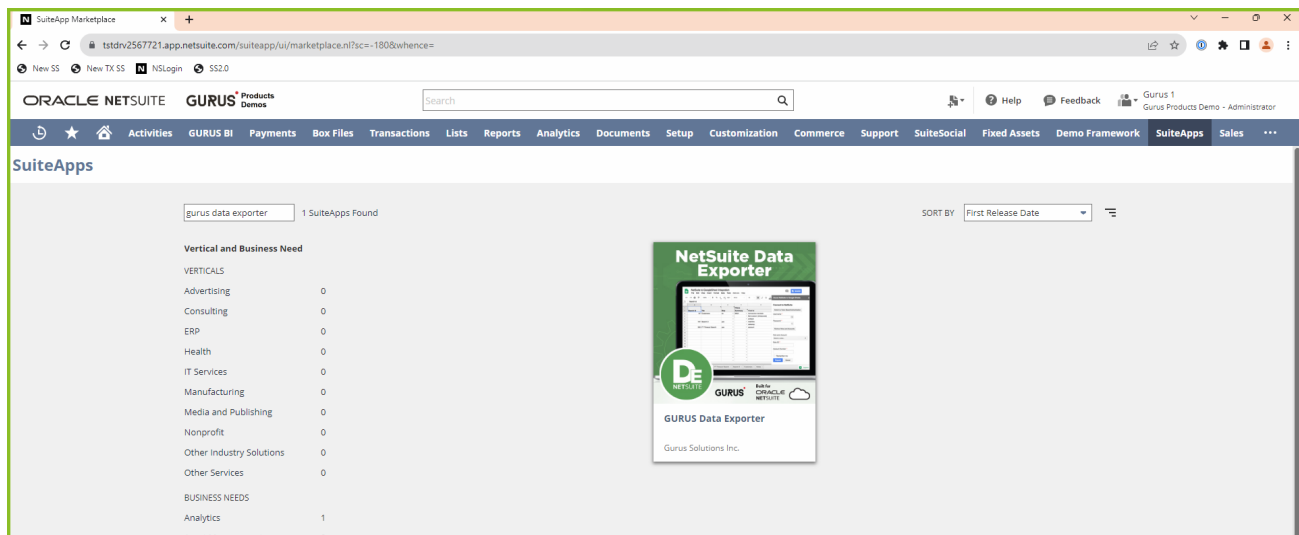 SuiteApp Marketplace
tstdrv2567721.app.netsuite.com/suiteapp/ui/marketplace.nl?sc=-180&whence=
New SS New TX SS NSLogin SS2.0
ORACLE NETSUITE GURUS Products Demos Search Help Feedback Gurus 1
Gurus Products Demo - Administrator
Activities GURUS BI Payments Box Files Transactions Lists Reports Analytics Documents Setup Customization Commerce Support SuiteSocial Fixed Assets Demo Framework SuiteApps Sales
SuiteApps
gurus data exporter 1 SuiteApps Found SORT BY First Release Date
Vertical and Business Need
VERTICALS
Advertising 0
Consulting 0
ERP 0
Health 0
IT Services 0
Manufacturing 0
Media and Publishing 0
Nonprofit 0
Other Industry Solutions 0
Other Services 0
BUSINESS NEEDS
Analytics 1
NetSuite Data
Exporter
DE
NETSUITE
GURUS Built for
ORACLE
NETSUITE
GURUS Data Exporter
Gurus Solutions Inc.